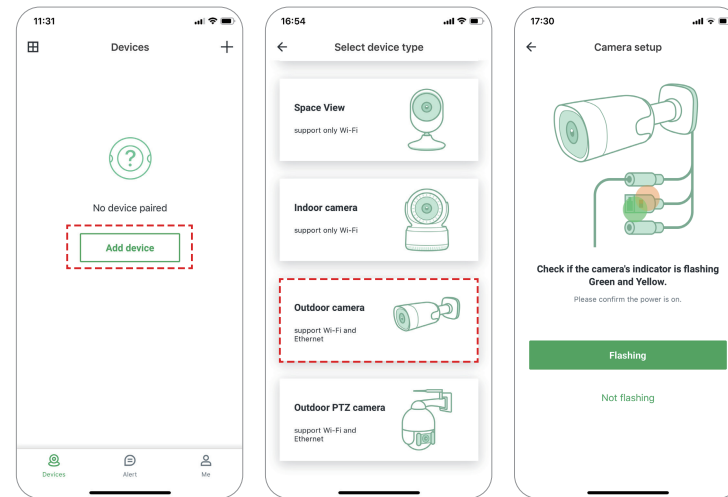 11:31
Devices
No device paired
Add device
Devices
Alert
Me
16:54
Select device type
Space View
support only Wi-Fi
Indoor camera
support only Wi-Fi
Outdoor camera
support Wi-Fi and
Ethernet
Outdoor PTZ camera
support Wi-Fi and
Ethernet
17:30
Camera setup
Check if the camera's indicator is flashing
Green and Yellow.
Please confirm the power is on.
Flashing
Not flashing